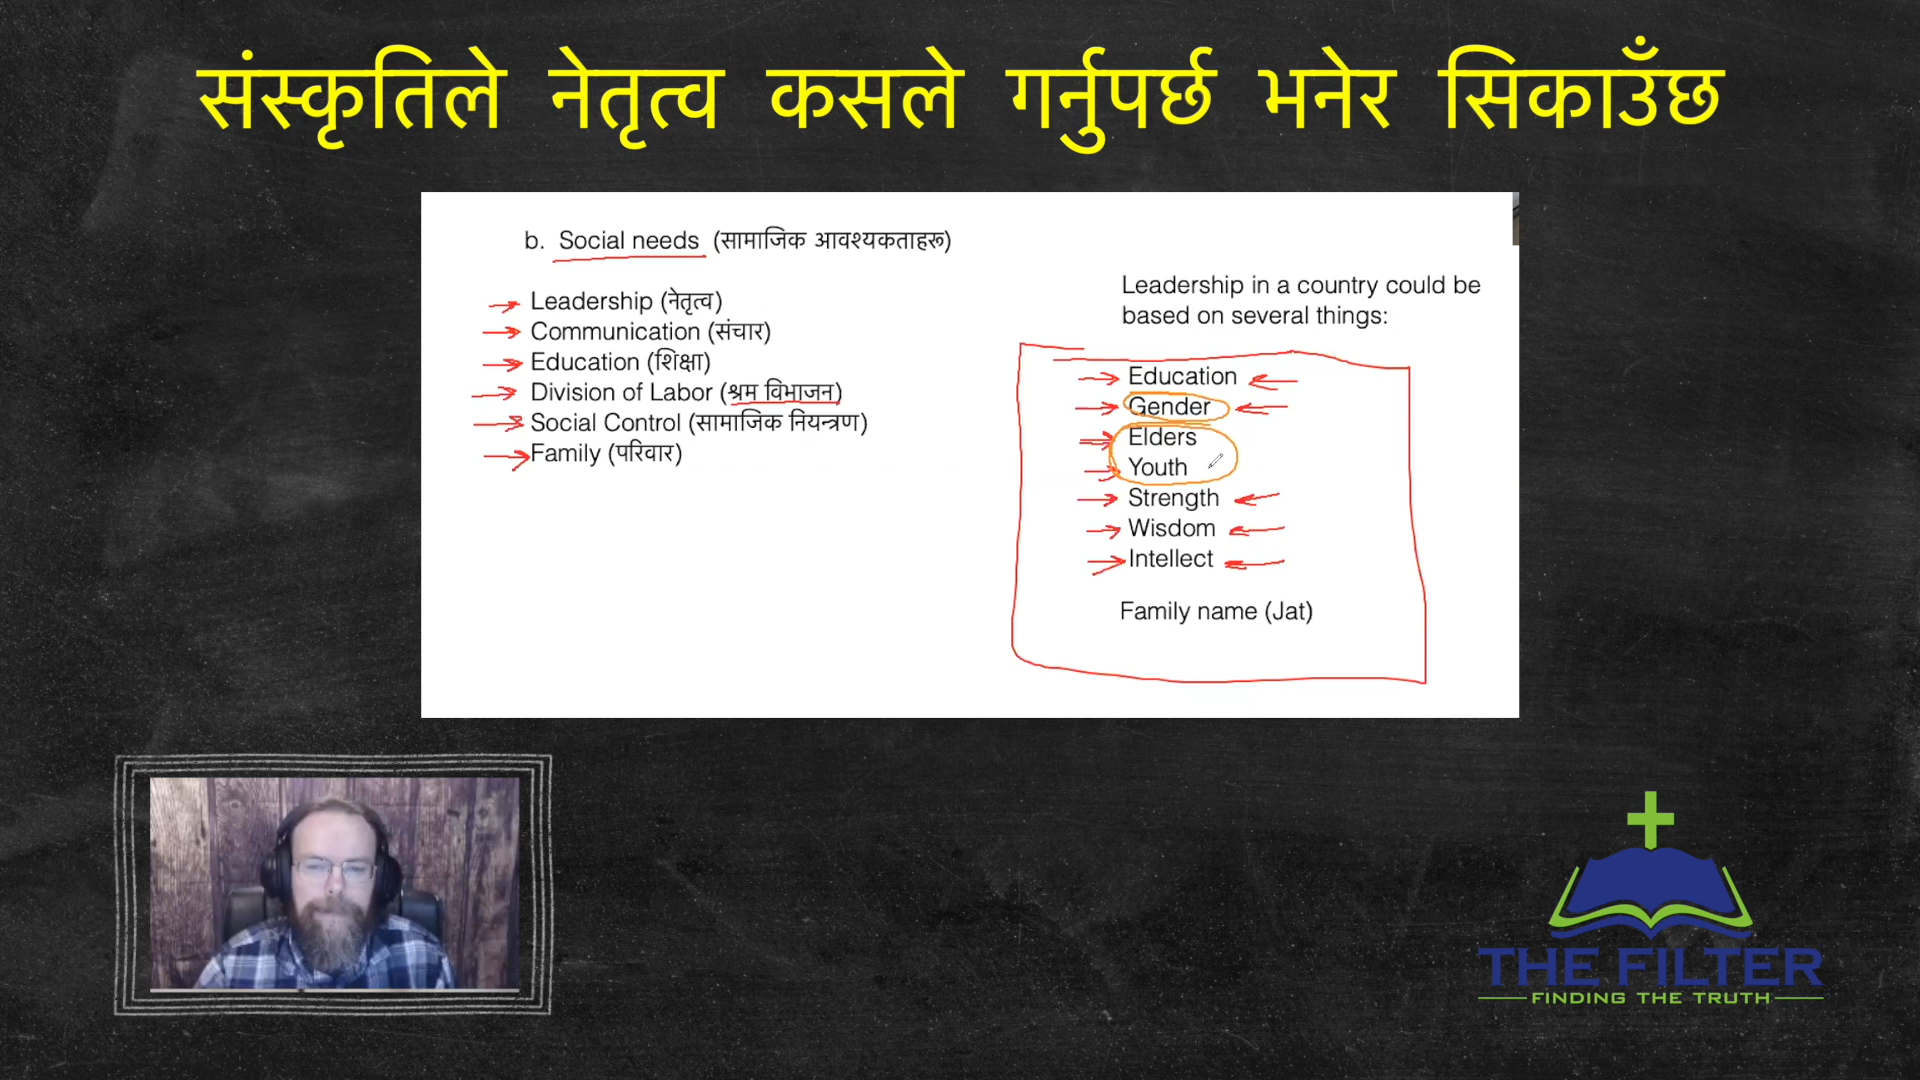 संस्कृतिले नेतृत्व कसले गर्नुपर्छ भनेर सिकाउँछ
b. Social needs (सामाजिक आवश्यकताहरू)
Leadership (नेतृत्व)
Communication (संचार)
Education (शिक्षा)
Division of Labor (श्रम विभाजन)
Social Control (सामाजिक नियन्त्रण)
Family (परिवार)
Leadership in a country could be
based on several things:
Education
Gender
Elders
Youth
Strength
Wisdom
Intellect
Family name (Jat)
THE FILTER
FINDING THE TRUTH